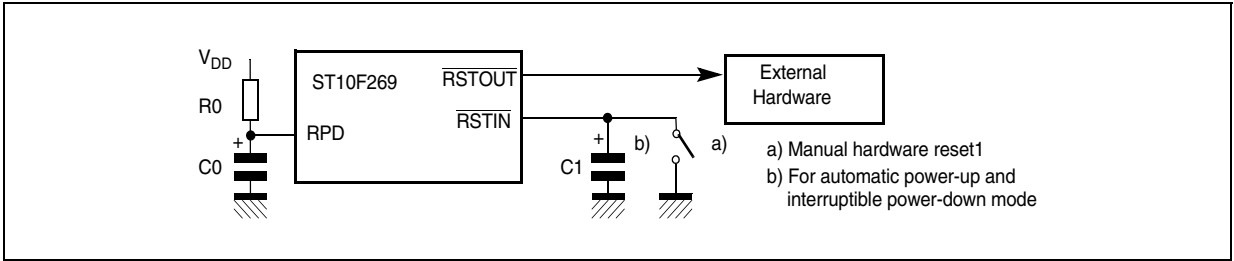 VDD
R0
C0
+
ST10F269
RPD
RSTOUT
RSTIN
+
C1
b)
a)
External
Hardware
a) Manual hardware reset1
b) For automatic power-up and
interruptible power-down mode